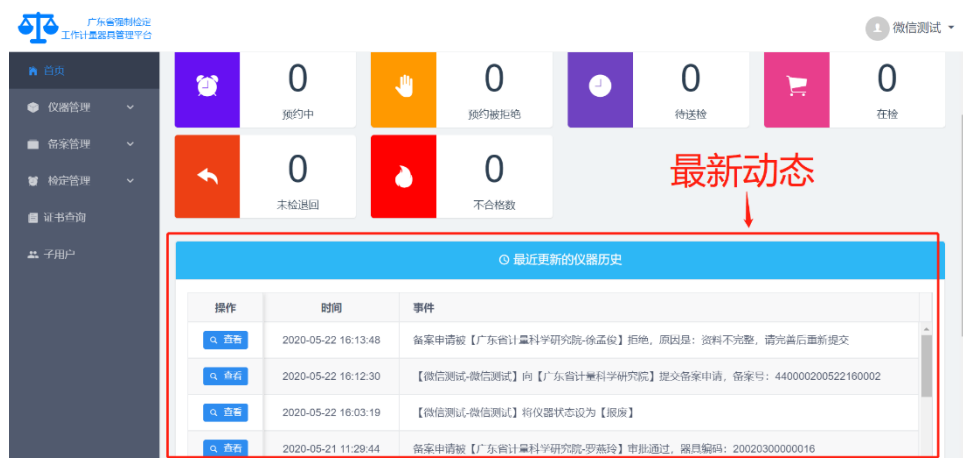 广东省强制检定
工作计量器具管理平台
微信测试
首页
仪器管理
备案管理
检定管理
证书查询
子用户
0
预约中
0
预约被拒绝
0
待送检
0
在检
0
未检退回
0
不合格数
最新动态
最近更新的仪器历史
操作 时间 事件
查看 2020-05-22 16:13:48 备案申请被【广东省计量科学研究院-徐孟俊】拒绝，原因是：资料不完整，请完善后重新提交
查看 2020-05-22 16:12:30 【微信测试-微信测试】向【广东省计量科学研究院】提交备案申请，备案号：440000200522160002
查看 2020-05-22 16:03:19 【微信测试-微信测试】将仪器状态设为【报废】
查看 2020-05-21 11:29:44 备案申请被【广东省计量科学研究院-罗燕玲】审批通过，器具编码：20020300000016